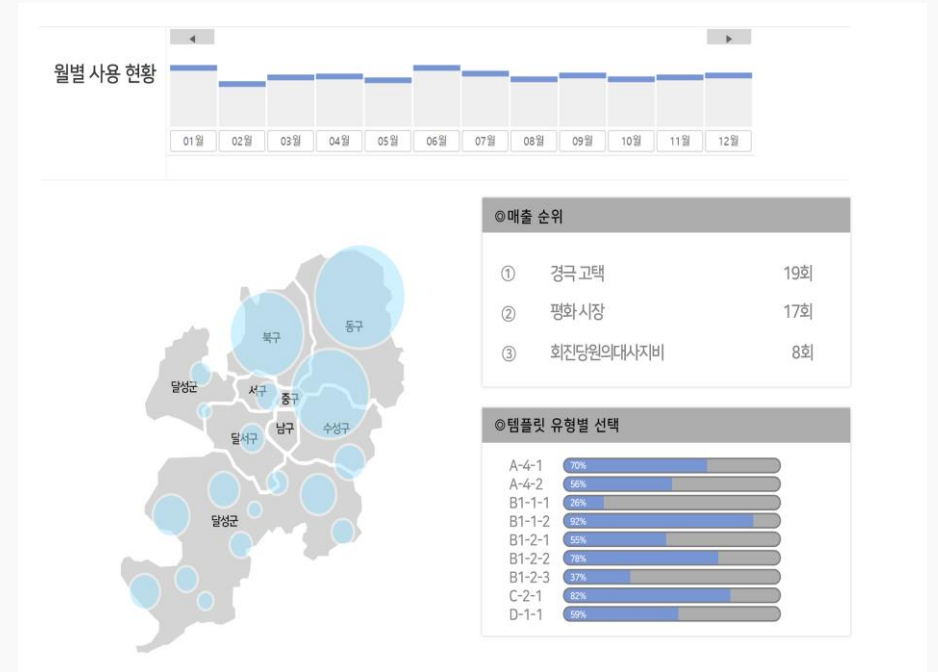 ◀ ▶
월별 사용 현황
01월 02월 03월 04월 05월 06월 07월 08월 09월 10월 11월 12월
◎매출 순위
① 경극 고택 19회
② 평화 시장 17회
③ 회진당원의대사지비 8회
북구
동구
달성군
서구
중구
달서구
남구
수성구
달성군
◎템플릿 유형별 선택
A-4-1 70%
A-4-2 56%
B1-1-1 26%
B1-1-2 92%
B1-2-1 55%
B1-2-2 78%
B1-2-3 37%
C-2-1 82%
D-1-1 59%